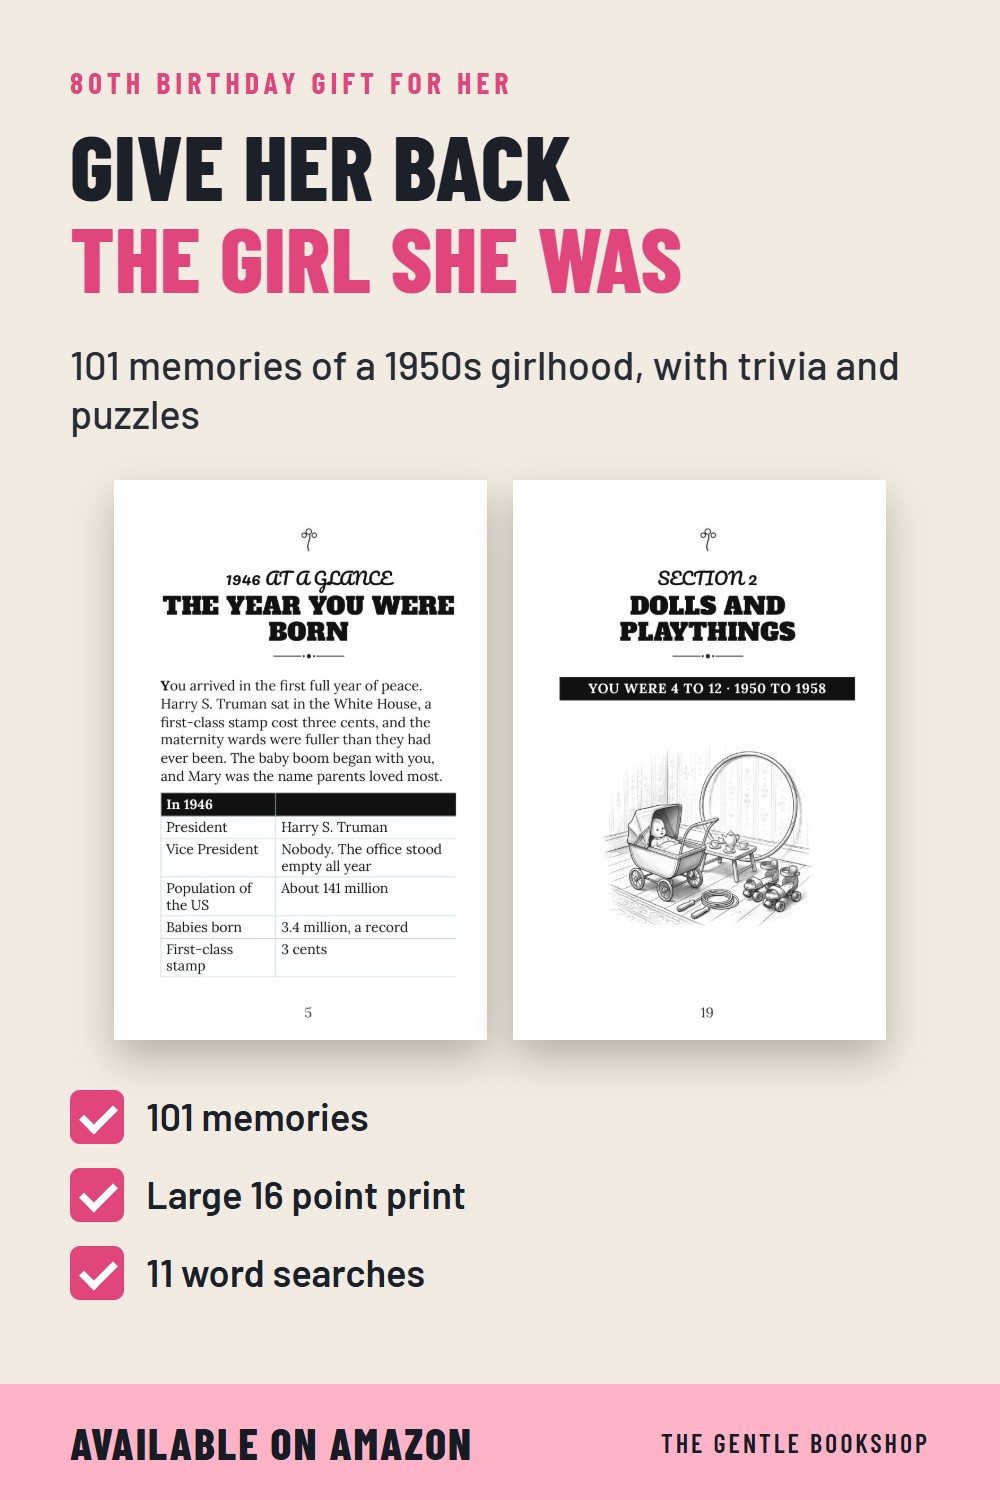 80TH BIRTHDAY GIFT FOR HER
GIVE HER BACK
THE GIRL SHE WAS
101 memories of a 1950s girlhood, with trivia and
puzzles
1946 AT A GLANCE
THE YEAR YOU WERE
BORN
You arrived in the first full year of peace.
Harry S. Truman sat in the White House, a
first-class stamp cost three cents, and the
maternity wards were fuller than they had
ever been. The baby boom began with you,
and Mary was the name parents loved most.
In 1946
President Harry S. Truman
Vice President Nobody. The office stood
empty all year
Population of About 141 million
the US
Babies born 3.4 million, a record
First-class 3 cents
stamp
5
SECTION 2
DOLLS AND
PLAYTHINGS
YOU WERE 4 TO 12 · 1950 TO 1958
19
101 memories
Large 16 point print
11 word searches
AVAILABLE ON AMAZON
THE GENTLE BOOKSHOP